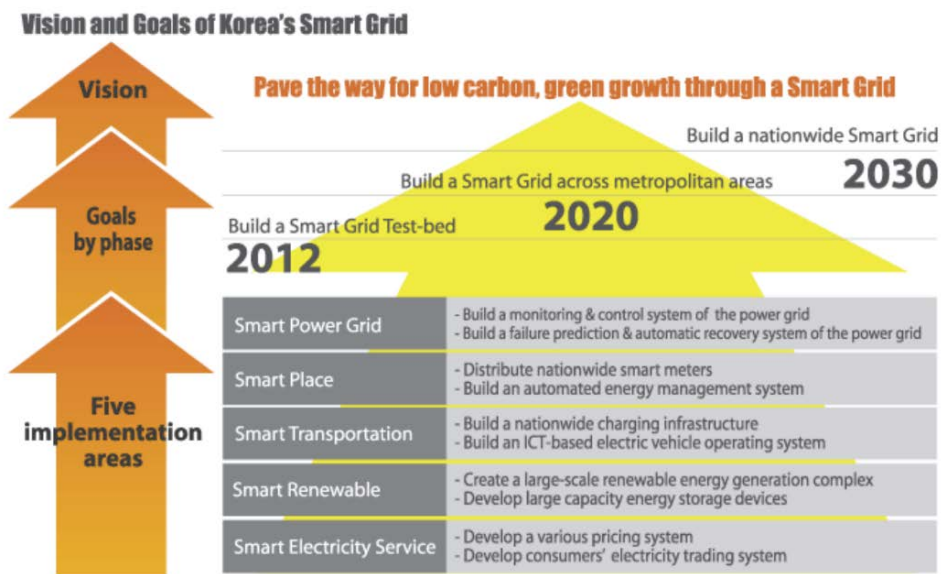 Vision and Goals of Korea's Smart Grid
Vision
Pave the way for low carbon, green growth through a Smart Grid
Goals
by phase
Build a nationwide Smart Grid
2030
Build a Smart Grid across metropolitan areas
2020
Build a Smart Grid Test-bed
2012
Five
implementation
areas
Smart Power Grid
- Build a monitoring & control system of the power grid
- Build a failure prediction & automatic recovery system of the power grid
Smart Place
- Distribute nationwide smart meters
- Build an automated energy management system
Smart Transportation
- Build a nationwide charging infrastructure
- Build an ICT-based electric vehicle operating system
Smart Renewable
- Create a large-scale renewable energy generation complex
- Develop large capacity energy storage devices
Smart Electricity Service
- Develop a various pricing system
- Develop consumers' electricity trading system